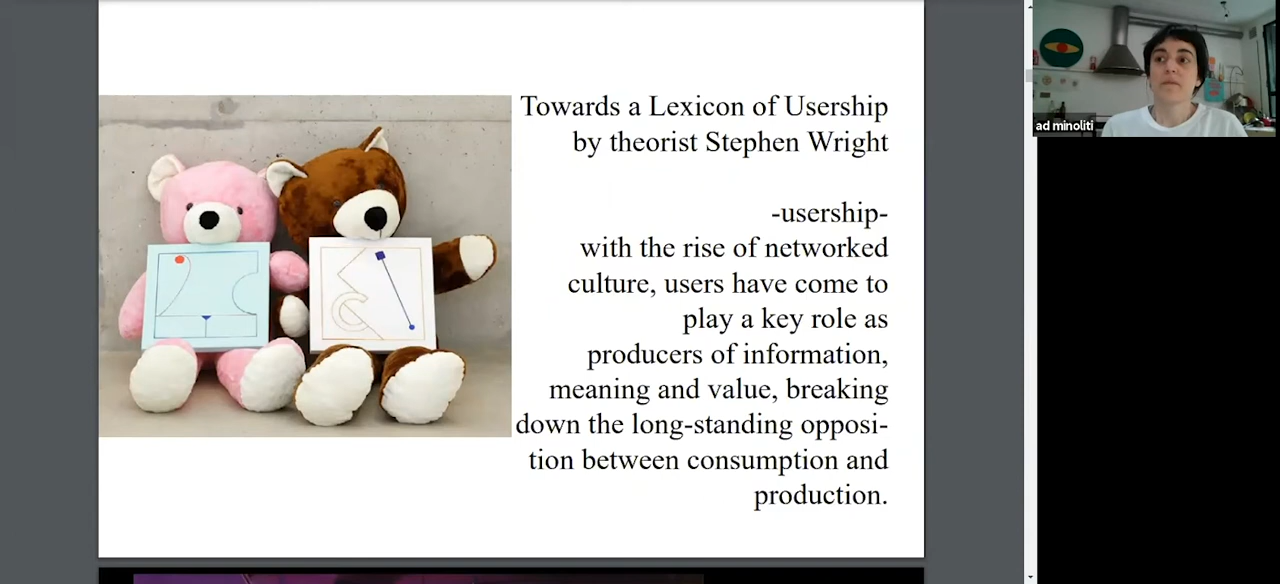 Towards a Lexicon of Usership
by theorist Stephen Wright
-usership-
with the rise of networked
culture, users have come to
play a key role as
producers of information,
meaning and value, breaking
down the long-standing opposi-
tion between consumption and
production.
ad minoliti